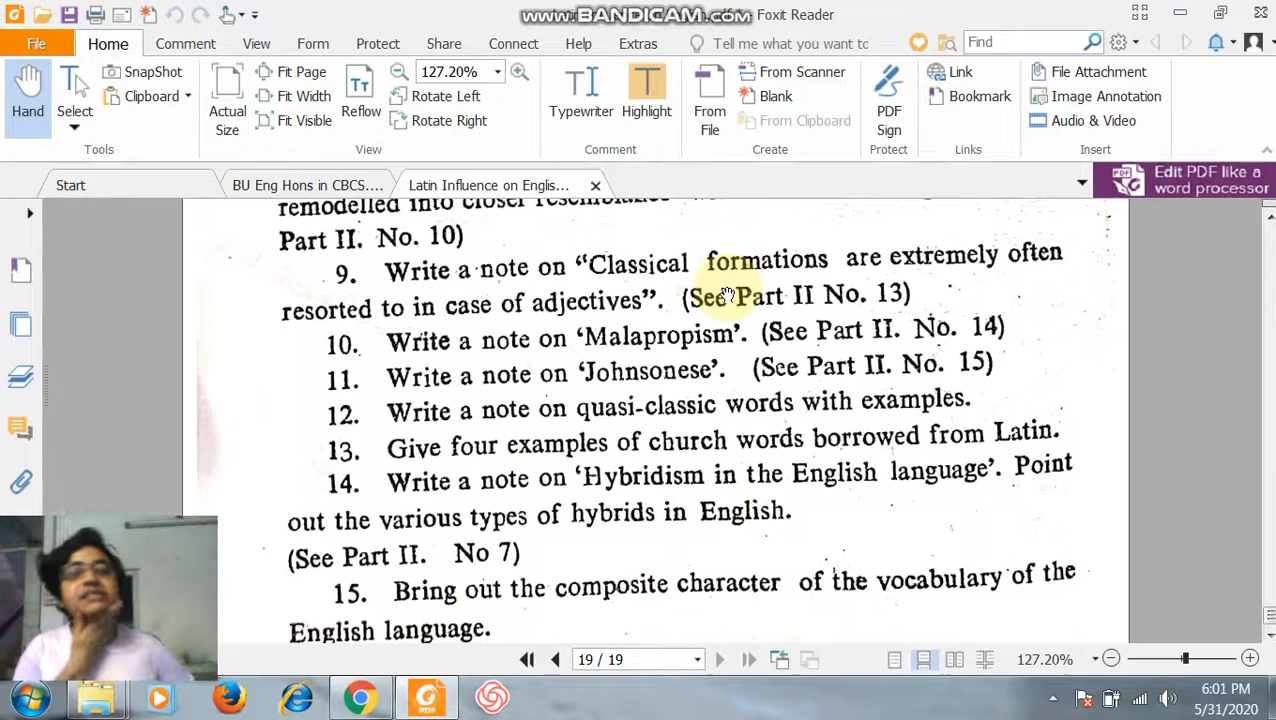 www.BANDICAM.com
Foxit Reader
File
Home
Comment
View
Form
Protect
Share
Connect
Help
Extras
Tell me what you want to
Find
Hand
Select
SnapShot
Clipboard
Tools
Actual Size
Fit Page
Fit Width
Fit Visible
Reflow
127.20%
Rotate Left
Rotate Right
View
Typewriter
Highlight
Comment
From File
From Scanner
Blank
From Clipboard
Create
PDF Sign
Protect
Link
Bookmark
Links
File Attachment
Image Annotation
Audio & Video
Insert
Start
BU Eng Hons in CBCS....
Latin Influence on Englis...
Edit PDF like a
word processor
remodelled into closer resemblance
Part II. No. 10)
9. Write a note on “Classical formations are extremely often
resorted to in case of adjectives”. (See Part II No. 13)
10. Write a note on ‘Malapropism’. (See Part II. No. 14)
11. Write a note on ‘Johnsonese’. (See Part II. No. 15)
12. Write a note on quasi-classic words with examples.
13. Give four examples of church words borrowed from Latin.
14. Write a note on ‘Hybridism in the English language’. Point
out the various types of hybrids in English.
(See Part II. No 7)
15. Bring out the composite character of the vocabulary of the
English language.
19 / 19
127.20%
6:01 PM
5/31/2020